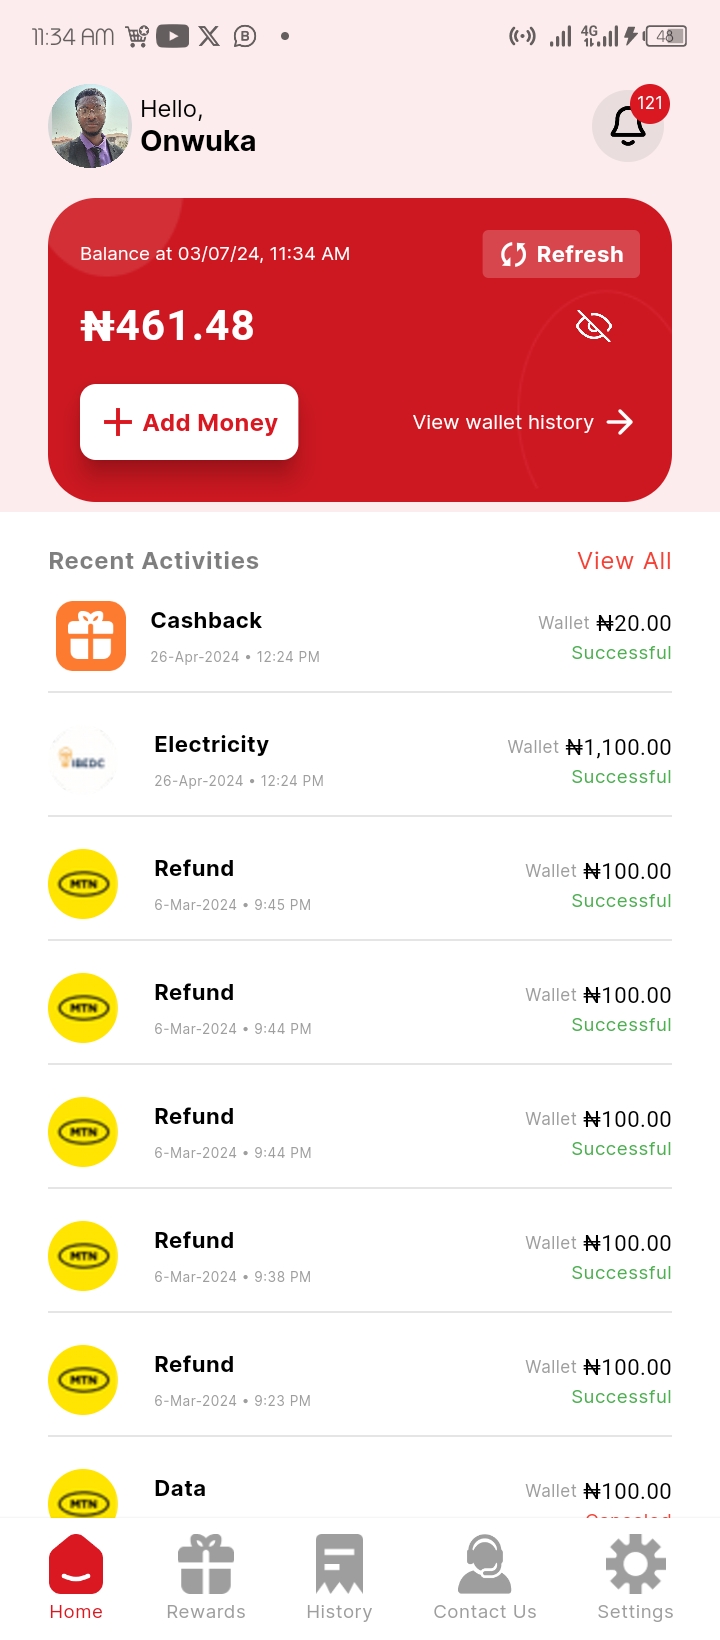 11:34 AM
4G
48
Hello,
Onwuka
121
Balance at 03/07/24, 11:34 AM
Refresh
₦461.48
Add Money
View wallet history
Recent Activities
View All
Cashback
Wallet ₦20.00
26-Apr-2024 • 12:24 PM
Successful
IBEDC
Electricity
Wallet ₦1,100.00
26-Apr-2024 • 12:24 PM
Successful
MTN
Refund
Wallet ₦100.00
6-Mar-2024 • 9:45 PM
Successful
MTN
Refund
Wallet ₦100.00
6-Mar-2024 • 9:44 PM
Successful
MTN
Refund
Wallet ₦100.00
6-Mar-2024 • 9:44 PM
Successful
MTN
Refund
Wallet ₦100.00
6-Mar-2024 • 9:38 PM
Successful
MTN
Refund
Wallet ₦100.00
6-Mar-2024 • 9:23 PM
Successful
MTN
Data
Wallet ₦100.00
Home
Rewards
History
Contact Us
Settings